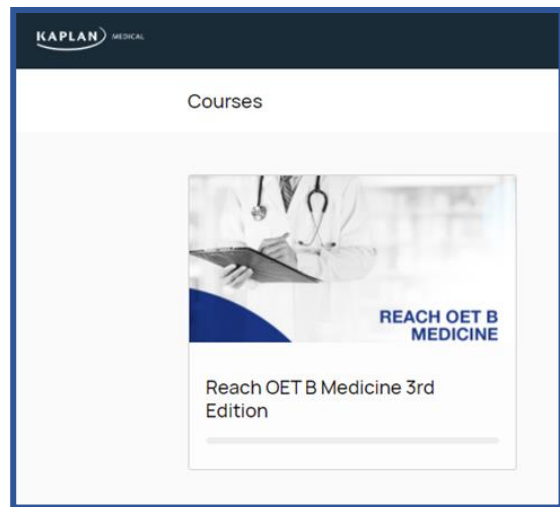 KAPLAN MEDICAL
Courses
REACH OET B
MEDICINE
Reach OET B Medicine 3rd
Edition